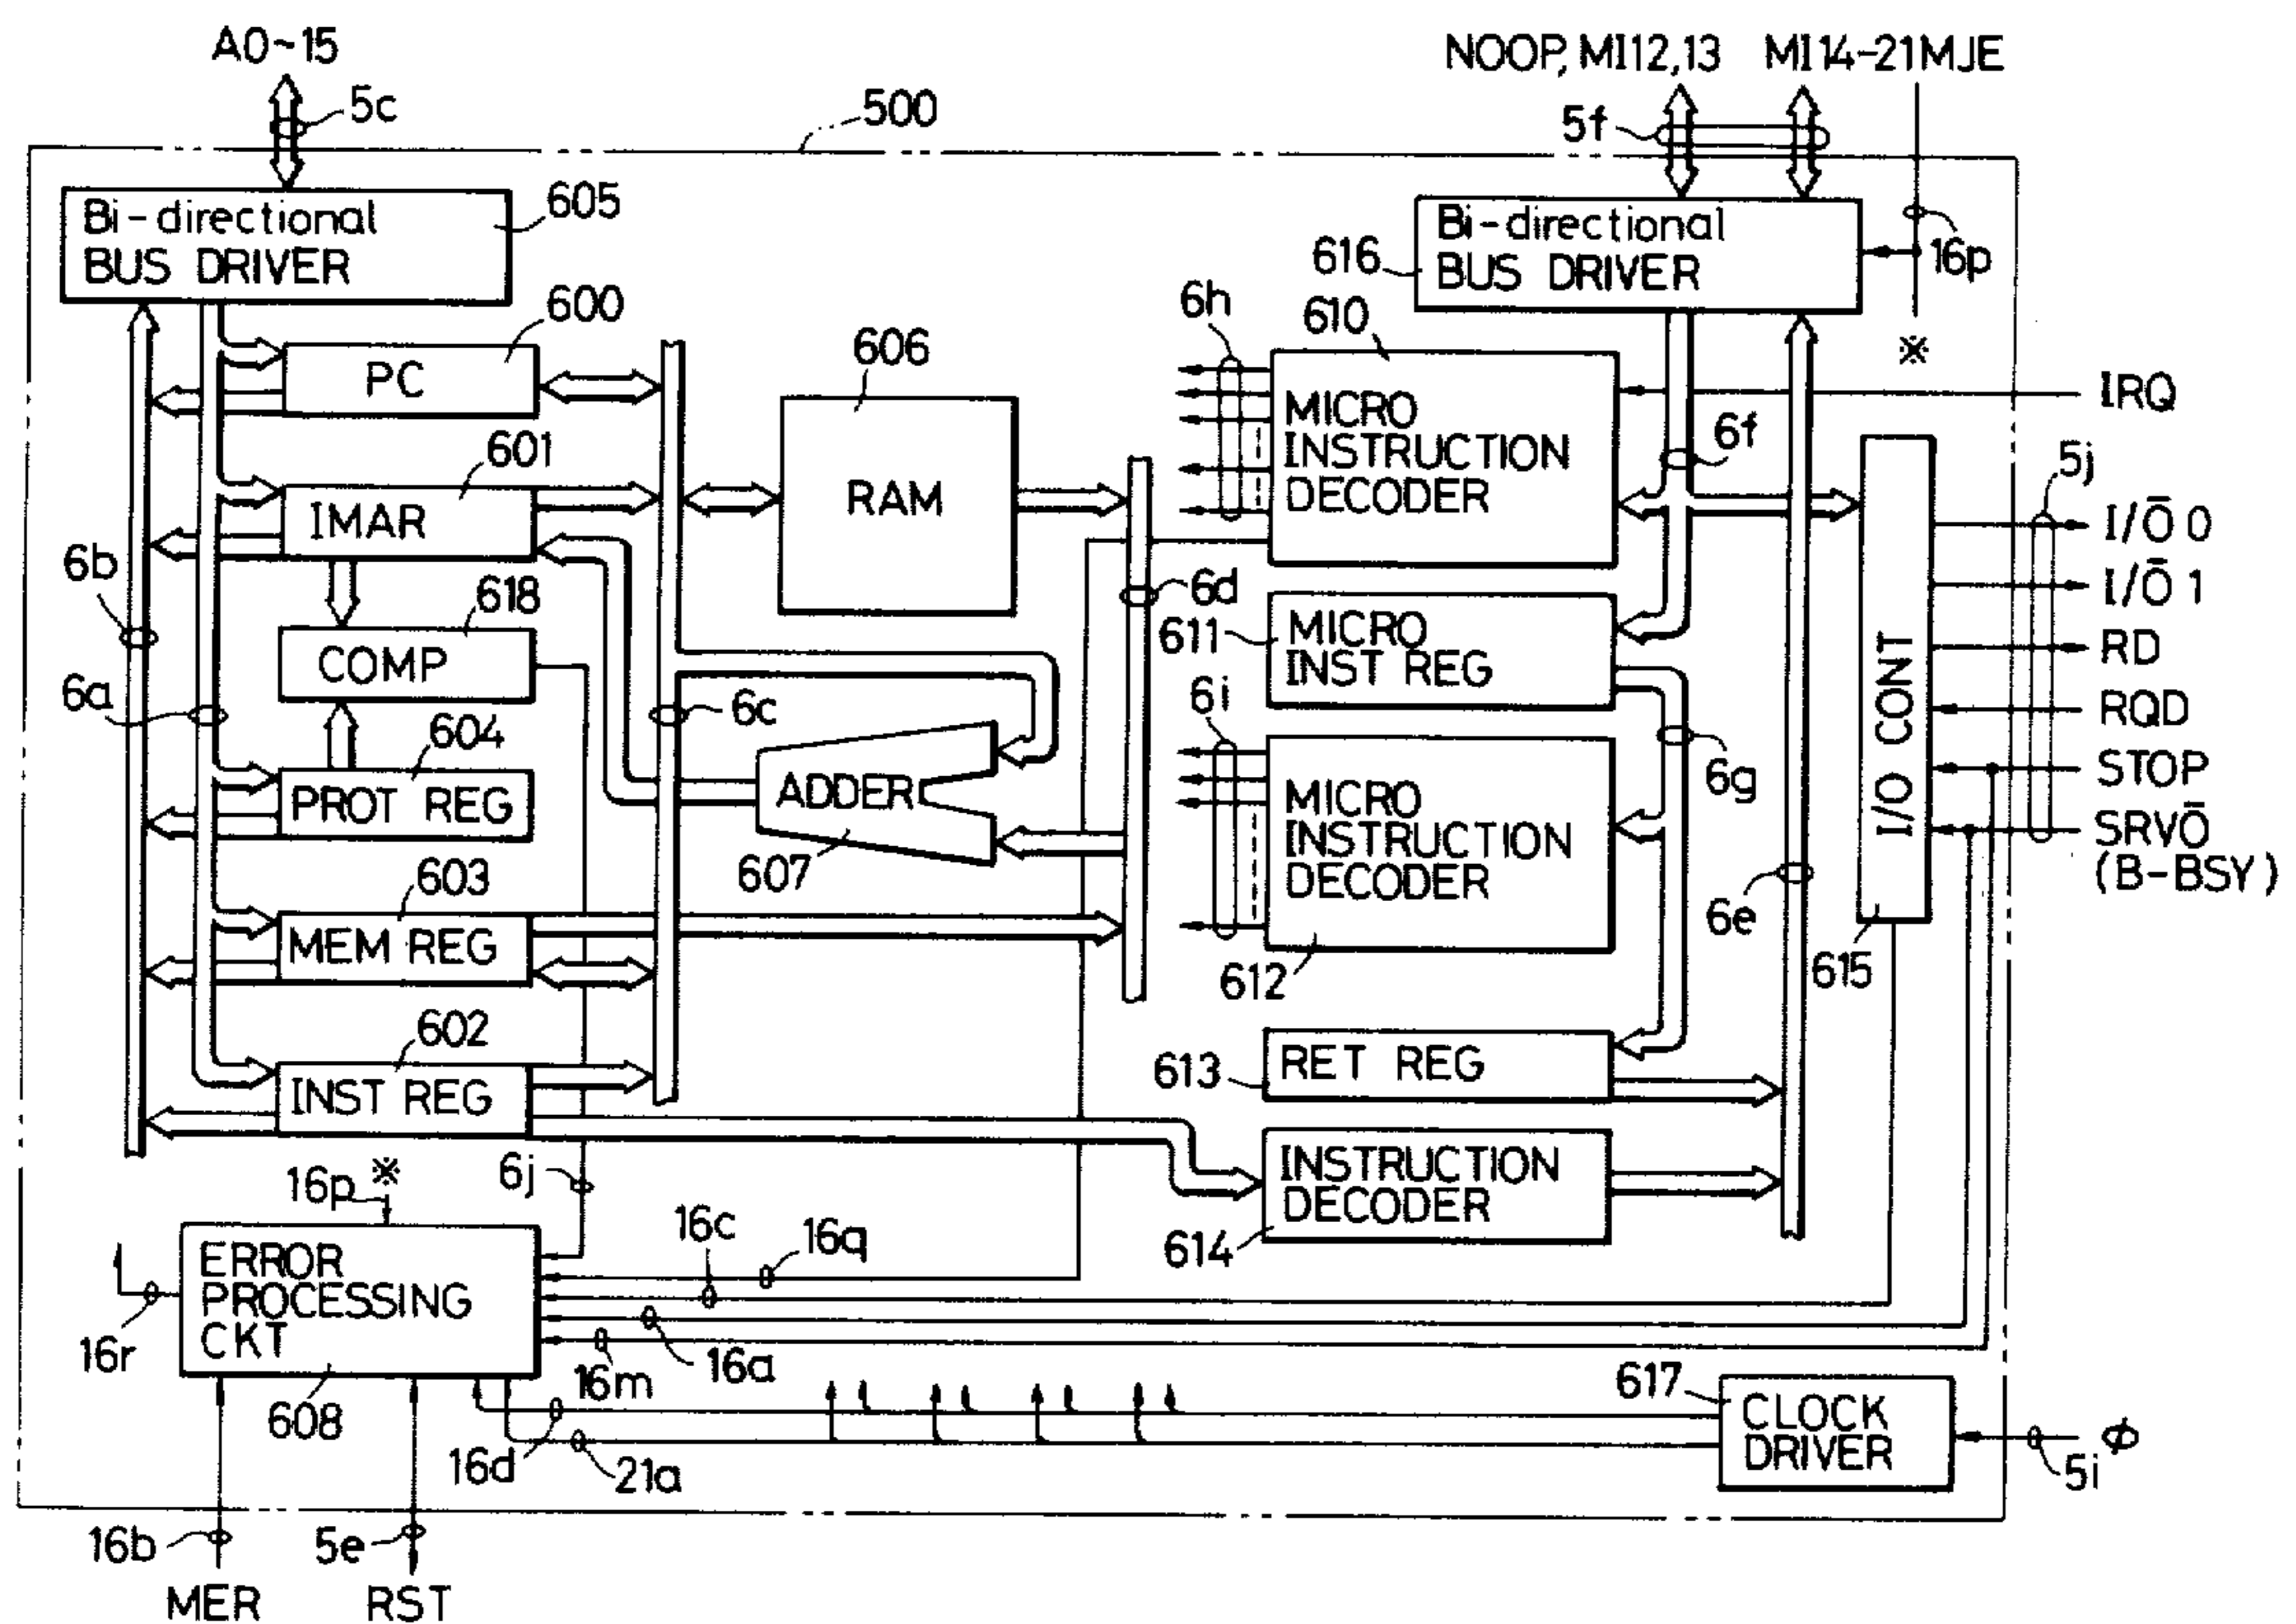 A0~15
NOOP, MI12,13
MI14-21 MJE
5c
500
5f
Bi-directional
BUS DRIVER
605
Bi-directional
BUS DRIVER
616
16p
※
600
PC
606
RAM
6h
610
MICRO
INSTRUCTION
DECODER
IRQ
6f
601
IMAR
5j
I/Ō 0
I/Ō 1
RD
RQD
STOP
SRVŌ
(B-BSY)
6b
618
COMP
6d
611
MICRO
INST REG
I/O CONT
6a
6c
6i
6g
604
PROT REG
ADDER
607
MICRO
INSTRUCTION
DECODER
612
6e
615
603
MEM REG
602
INST REG
613
RET REG
6j
614
INSTRUCTION
DECODER
16p
※
16c
16q
ERROR
PROCESSING
CKT
16r
608
16m
16a
16d
21a
617
CLOCK
DRIVER
5i
φ
16b
5e
MER
RST